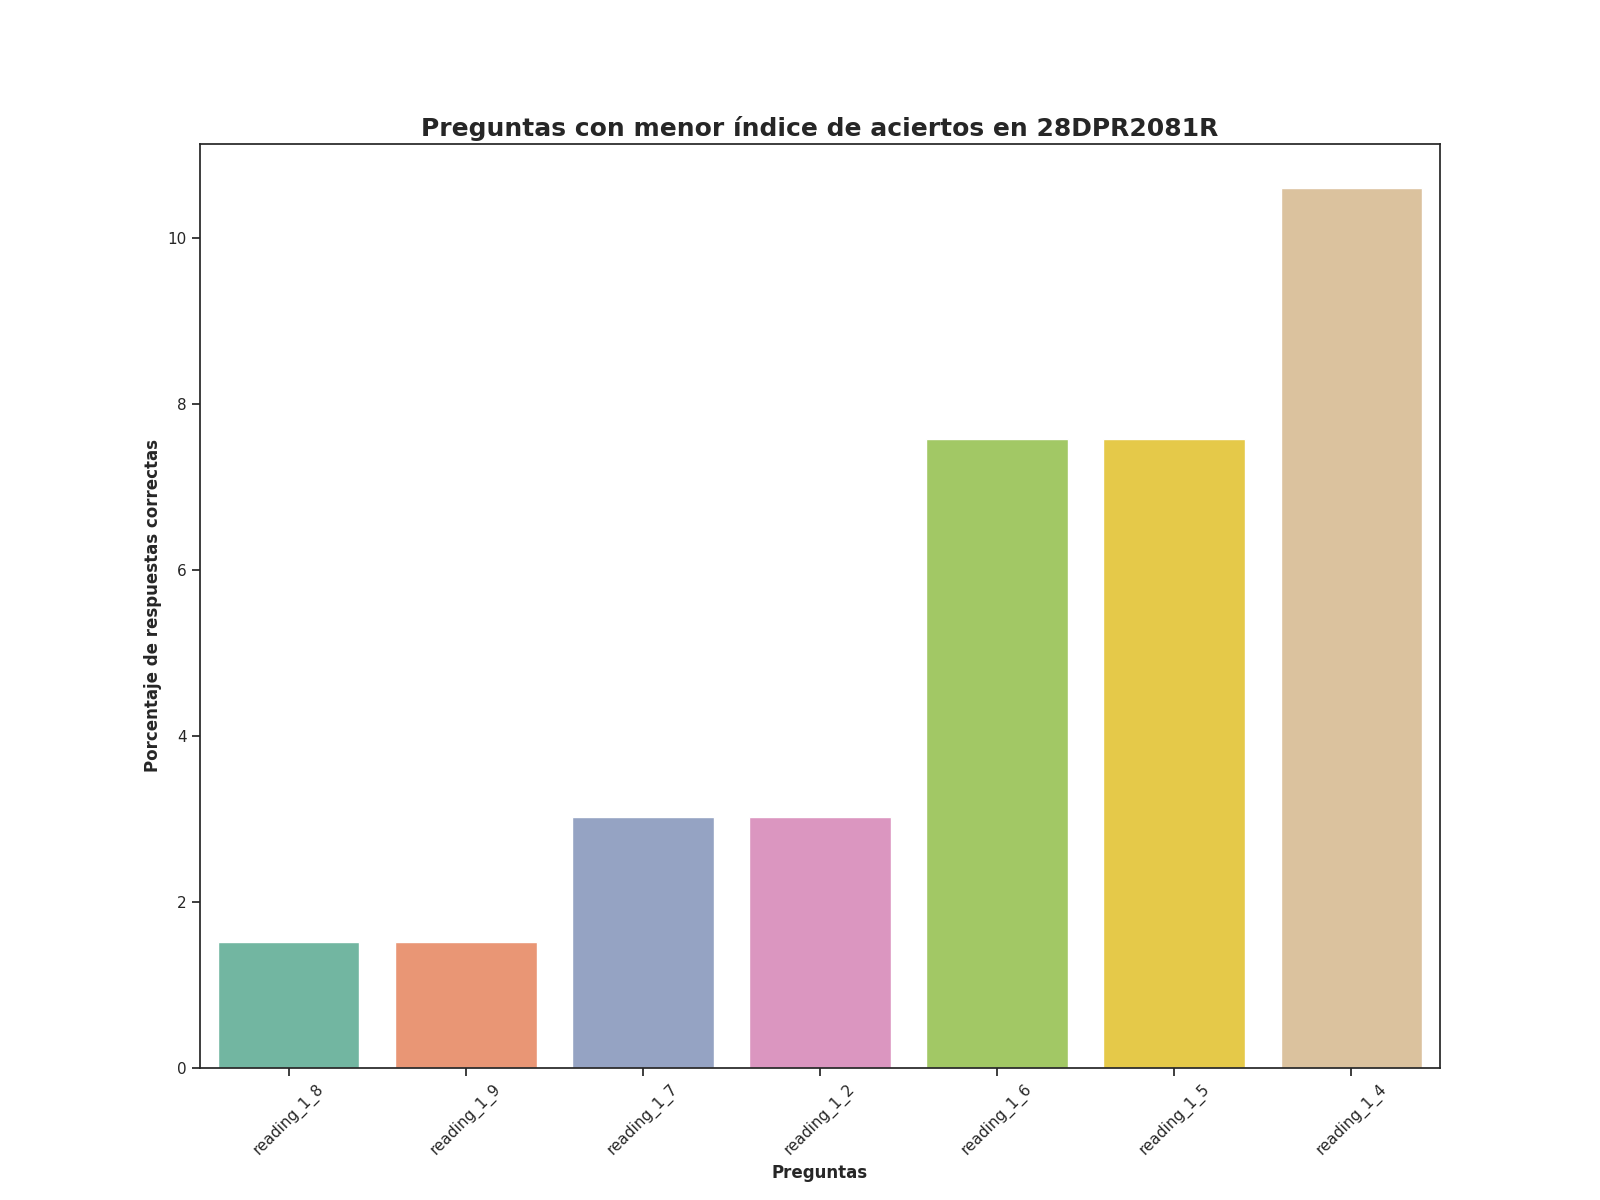 Preguntas con menor índice de aciertos en 28DPR2081R
Porcentaje de respuestas correctas
10
8
6
4
2
0
reading_1_8
reading_1_9
reading_1_7
reading_1_2
reading_1_6
reading_1_5
reading_1_4
Preguntas